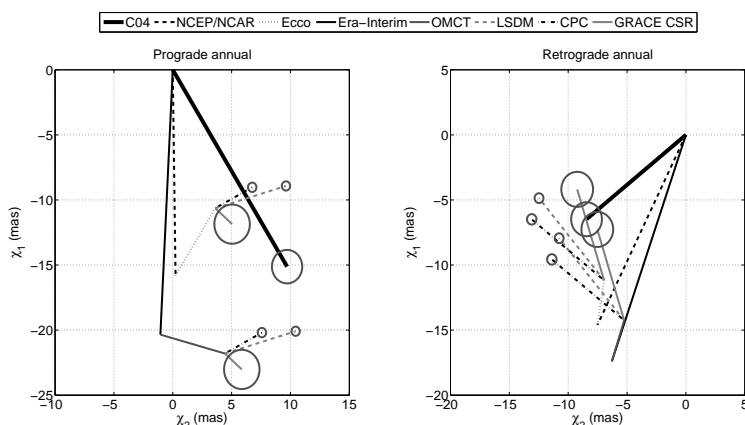 C04 NCEP/NCAR Ecco Era−Interim OMCT LSDM CPC GRACE CSR
Prograde annual
0
−5
−10
−15
−20
−25
−10 −5 0 5 10 15
χ1 (mas)
χ2 (mas)
Retrograde annual
5
0
−5
−10
−15
−20
−20 −15 −10 −5 0 5
χ1 (mas)
χ2 (mas)